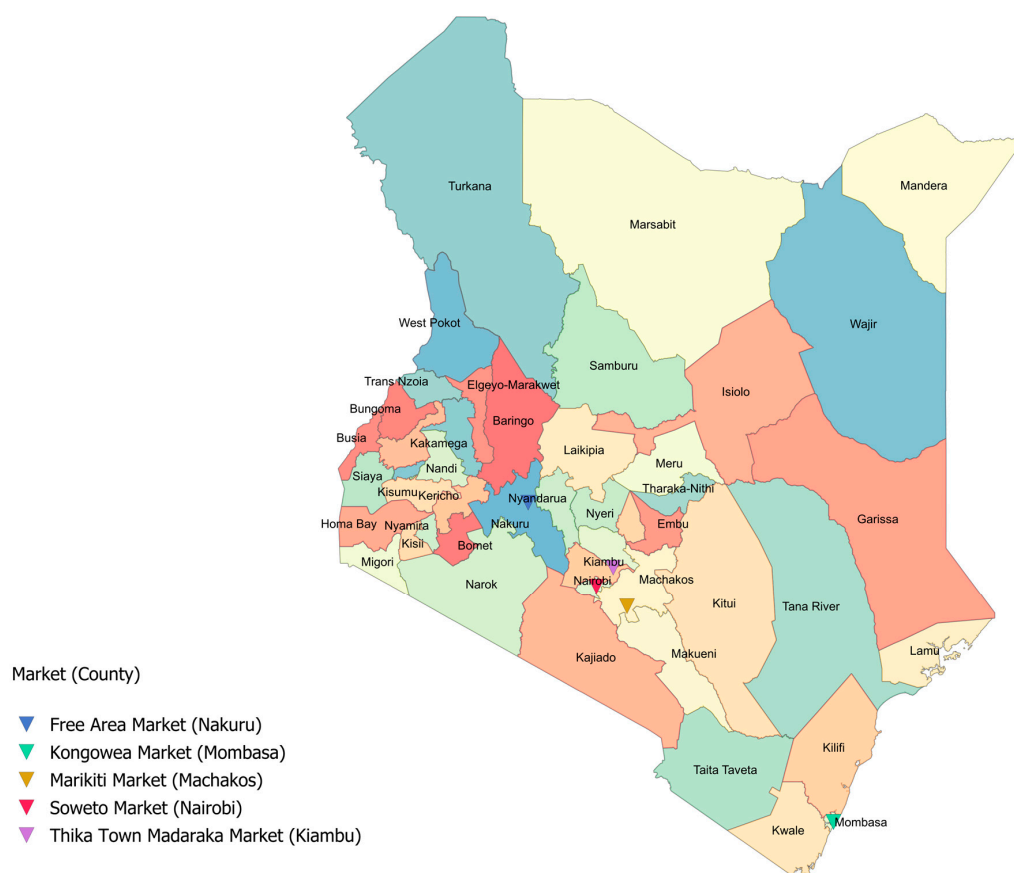 Turkana
Mandera
Marsabit
West Pokot
Wajir
Samburu
Trans Nzoia
Elgeyo-Marakwet
Isiolo
Bungoma
Baringo
Busia
Kakamega
Laikipia
Nandi
Meru
Siaya
Kisumu
Kericho
Tharaka-Nithi
Nyandarua
Nyeri
Garissa
Homa Bay
Nyamira
Nakuru
Embu
Kisii
Bomet
Migori
Kiambu
Narok
Nairobi
Machakos
Kitui
Tana River
Kajiado
Makueni
Lamu
Kilifi
Taita Taveta
Kwale
Mombasa
Market (County)
Free Area Market (Nakuru)
Kongowea Market (Mombasa)
Marikiti Market (Machakos)
Soweto Market (Nairobi)
Thika Town Madaraka Market (Kiambu)